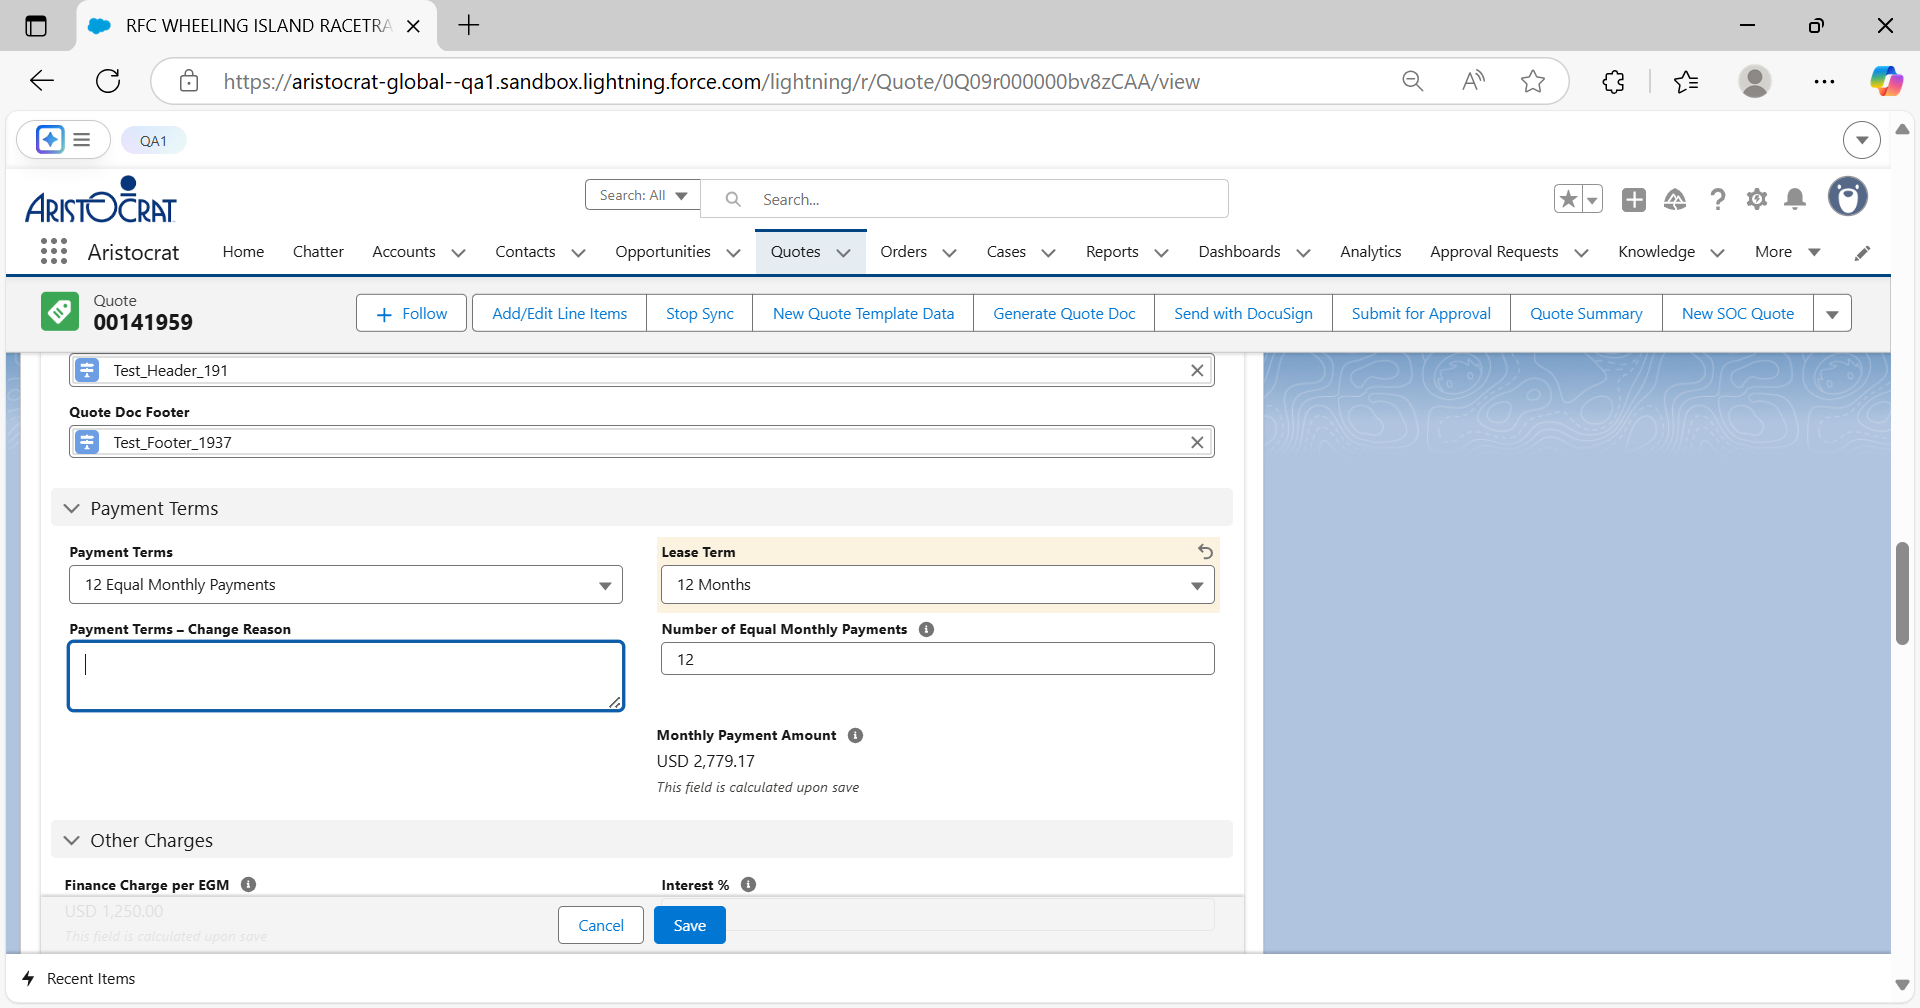 RFC WHEELING ISLAND RACETRA
https://aristocrat-global--qa1.sandbox.lightning.force.com/lightning/r/Quote/0Q09r000000bv8zCAA/view
QA1
ARISTOCRAT
Search: All
Search...
Aristocrat
Home
Chatter
Accounts
Contacts
Opportunities
Quotes
Orders
Cases
Reports
Dashboards
Analytics
Approval Requests
Knowledge
More
Quote
00141959
Follow
Add/Edit Line Items
Stop Sync
New Quote Template Data
Generate Quote Doc
Send with DocuSign
Submit for Approval
Quote Summary
New SOC Quote
Test_Header_191
Quote Doc Footer
Test_Footer_1937
Payment Terms
Payment Terms
12 Equal Monthly Payments
Lease Term
12 Months
Payment Terms – Change Reason
Number of Equal Monthly Payments
12
Monthly Payment Amount
USD 2,779.17
This field is calculated upon save
Other Charges
Finance Charge per EGM
USD 1,250.00
This field is calculated upon save
Interest %
Cancel
Save
Recent Items